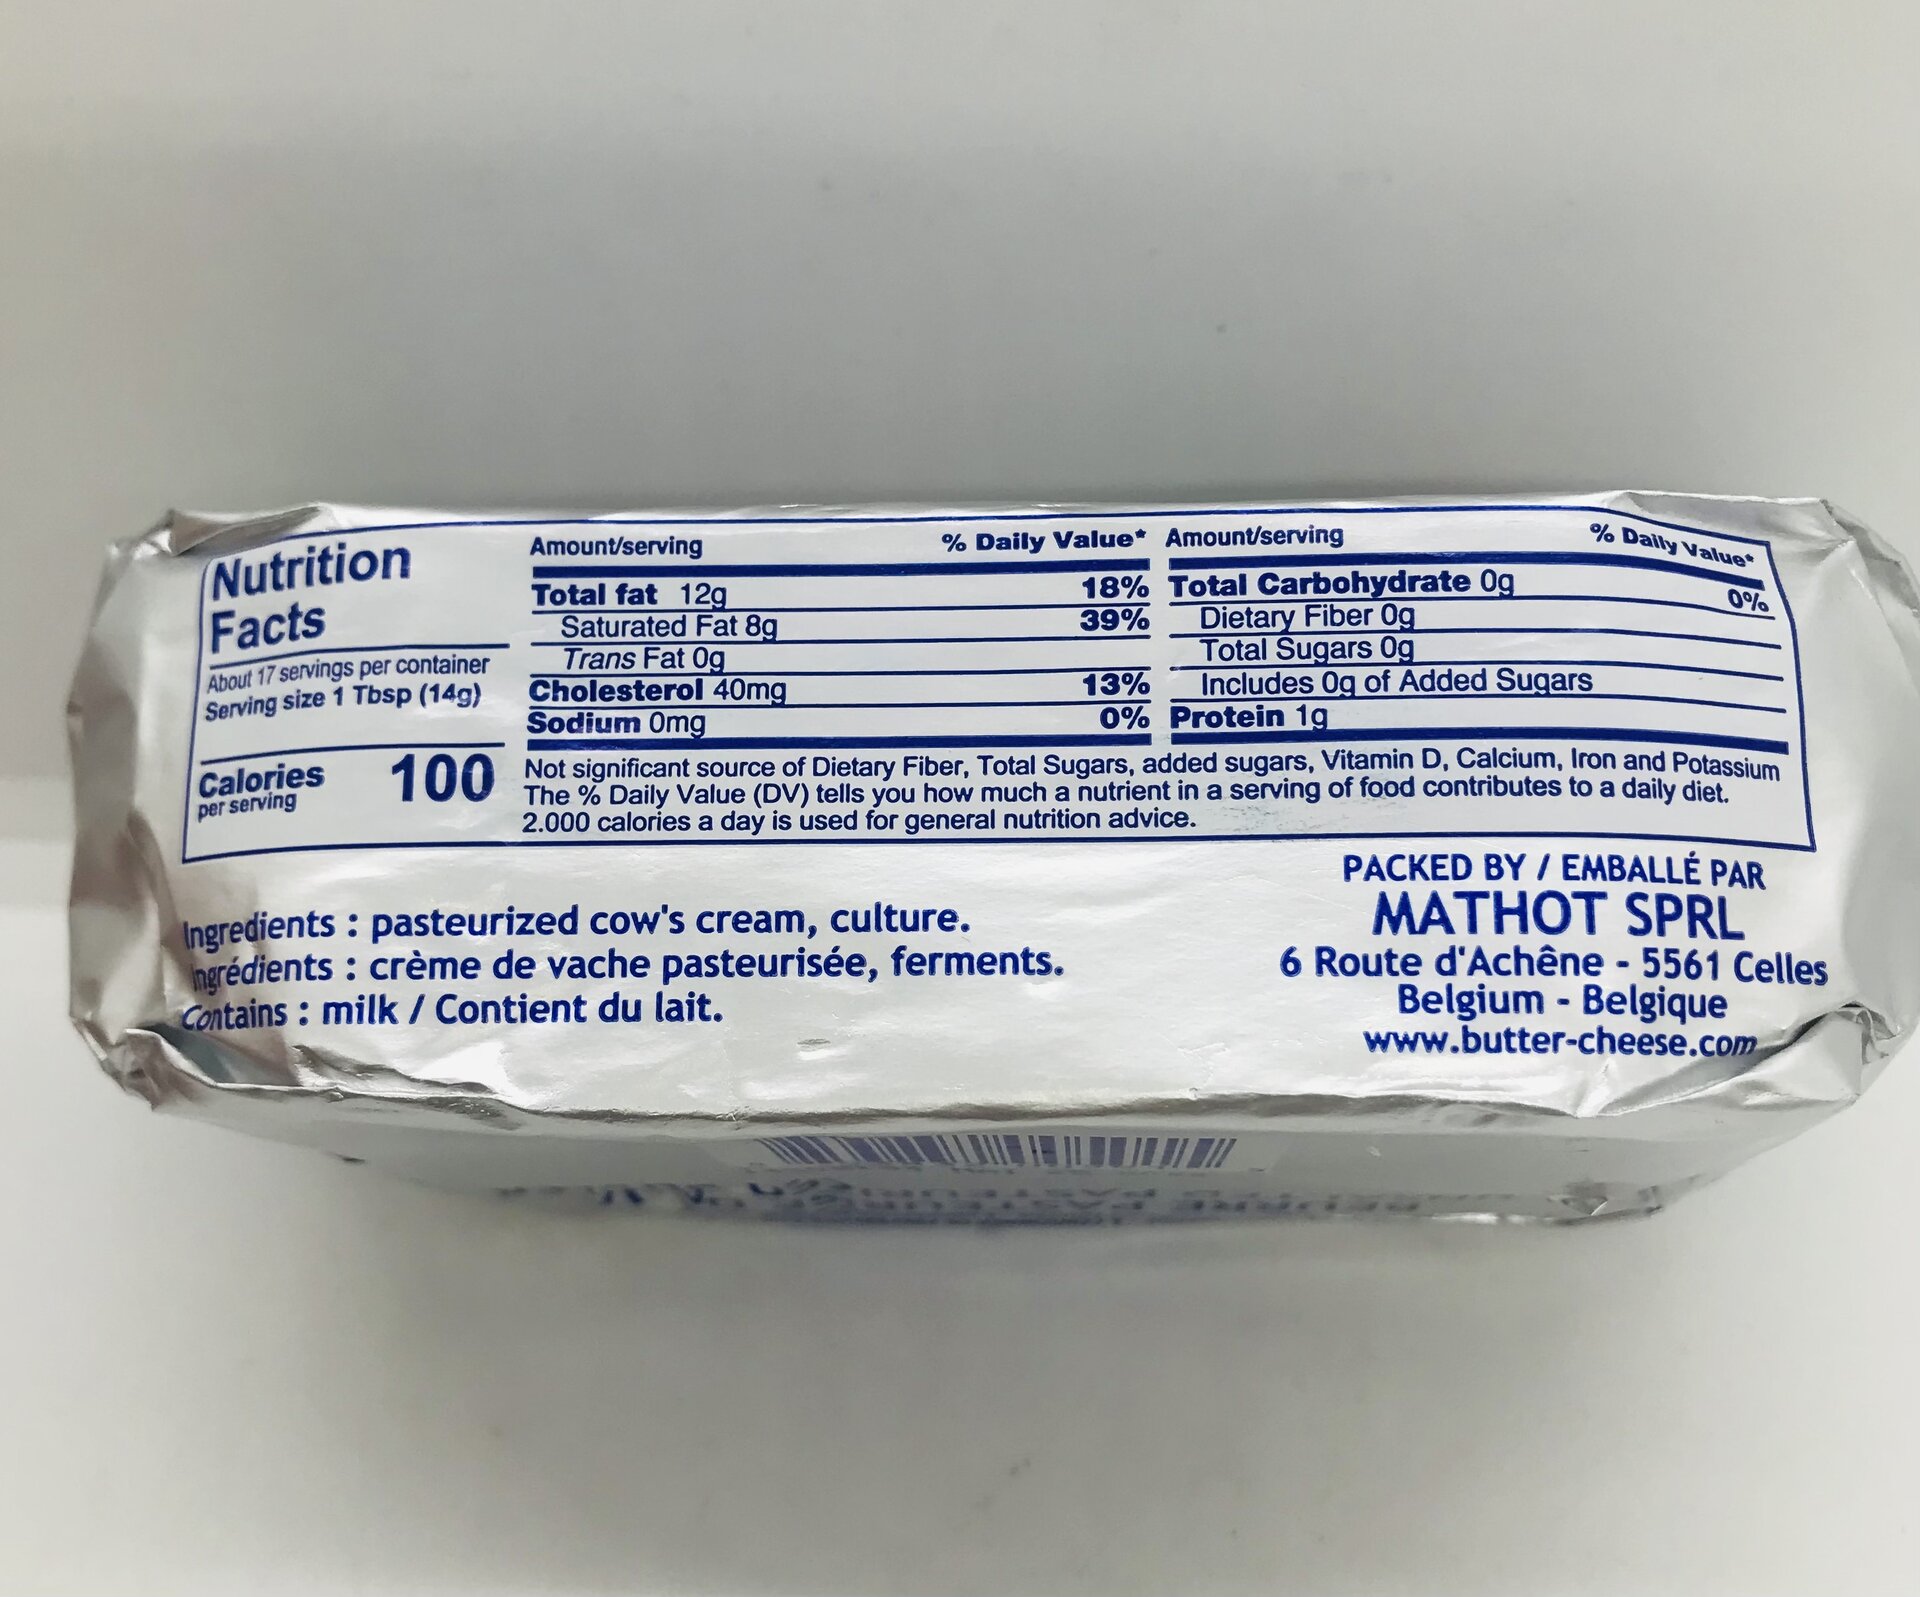 Nutrition
Facts
About 17 servings per container
Serving size 1 Tbsp (14g)
Calories
per serving
100
Amount/serving % Daily Value*
Total fat 12g 18%
Saturated Fat 8g 39%
Trans Fat 0g
Cholesterol 40mg 13%
Sodium 0mg 0%
Amount/serving % Daily Value*
Total Carbohydrate 0g 0%
Dietary Fiber 0g
Total Sugars 0g
Includes 0g of Added Sugars
Protein 1g
Not significant source of Dietary Fiber, Total Sugars, added sugars, Vitamin D, Calcium, Iron and Potassium
The % Daily Value (DV) tells you how much a nutrient in a serving of food contributes to a daily diet.
2.000 calories a day is used for general nutrition advice.
Ingredients : pasteurized cow's cream, culture.
Ingrédients : crème de vache pasteurisée, ferments.
Contains : milk / Contient du lait.
PACKED BY / EMBALLÉ PAR
MATHOT SPRL
6 Route d'Achêne - 5561 Celles
Belgium - Belgique
www.butter-cheese.com